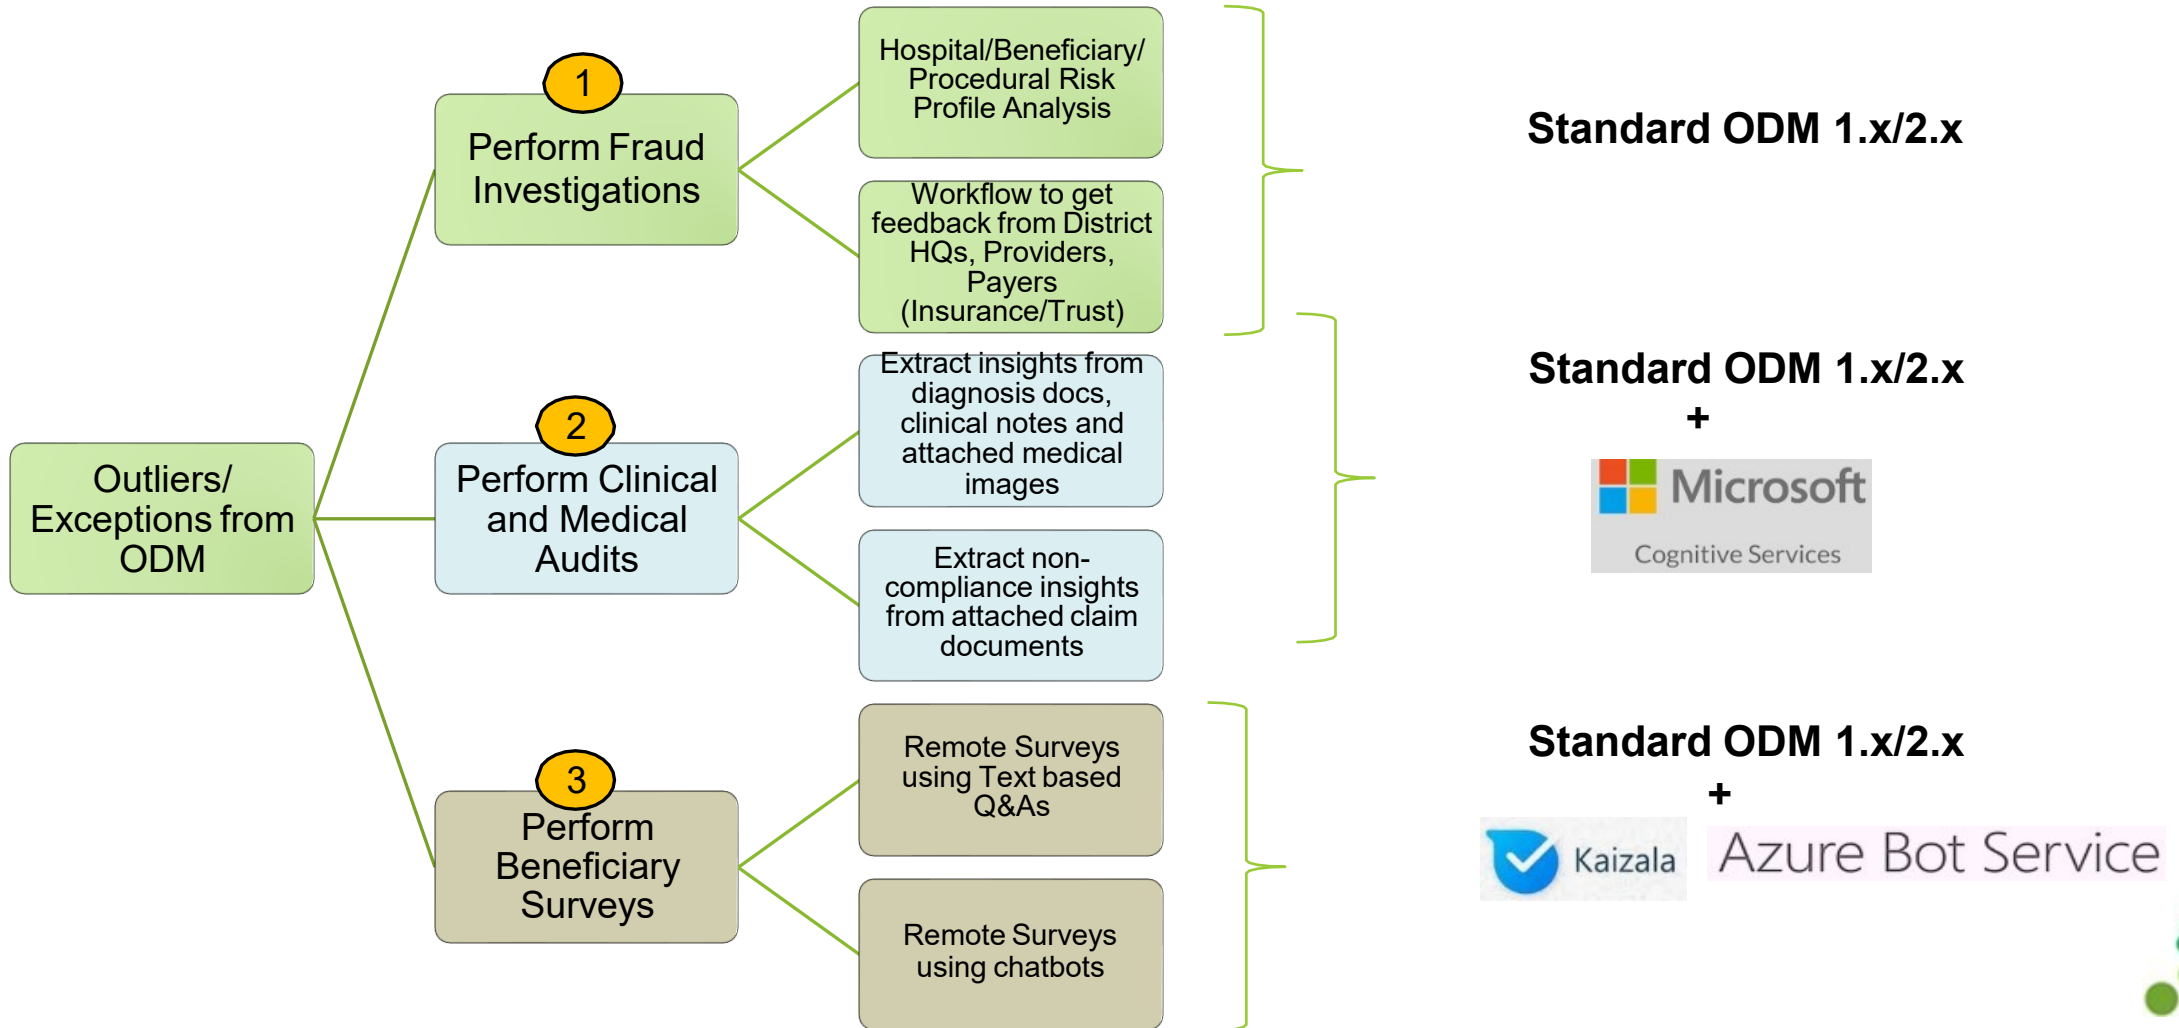 1
Perform Fraud
Investigations
Hospital/Beneficiary/
Procedural Risk
Profile Analysis
Workflow to get
feedback from District
HQs, Providers,
Payers
(Insurance/Trust)
Standard ODM 1.x/2.x
Outliers/
Exceptions from
ODM
2
Perform Clinical
and Medical
Audits
Extract insights from
diagnosis docs,
clinical notes and
attached medical
images
Extract non-
compliance insights
from attached claim
documents
Standard ODM 1.x/2.x
+
Microsoft
Cognitive Services
3
Perform
Beneficiary
Surveys
Remote Surveys
using Text based
Q&As
Remote Surveys
using chatbots
Standard ODM 1.x/2.x
+
Kaizala
Azure Bot Service